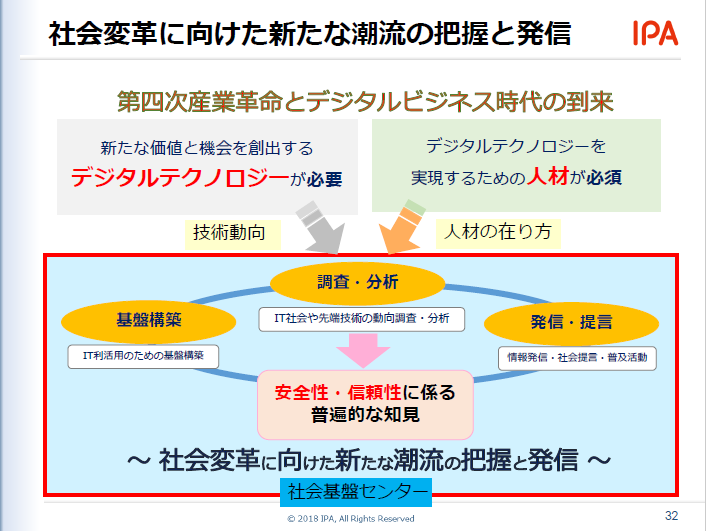 社会変革に向けた新たな潮流の把握と発信
IPA
第四次産業革命とデジタルビジネス時代の到来
新たな価値と機会を創出する
デジタルテクノロジーが必要
デジタルテクノロジーを
実現するための人材が必須
技術動向
人材の在り方
調査・分析
IT社会や先端技術の動向調査・分析
基盤構築
IT利活用のための基盤構築
発信・提言
情報発信・社会提言・普及活動
安全性・信頼性に係る
普遍的な知見
～ 社会変革に向けた新たな潮流の把握と発信 ～
社会基盤センター
© 2018 IPA, All Rights Reserved
32